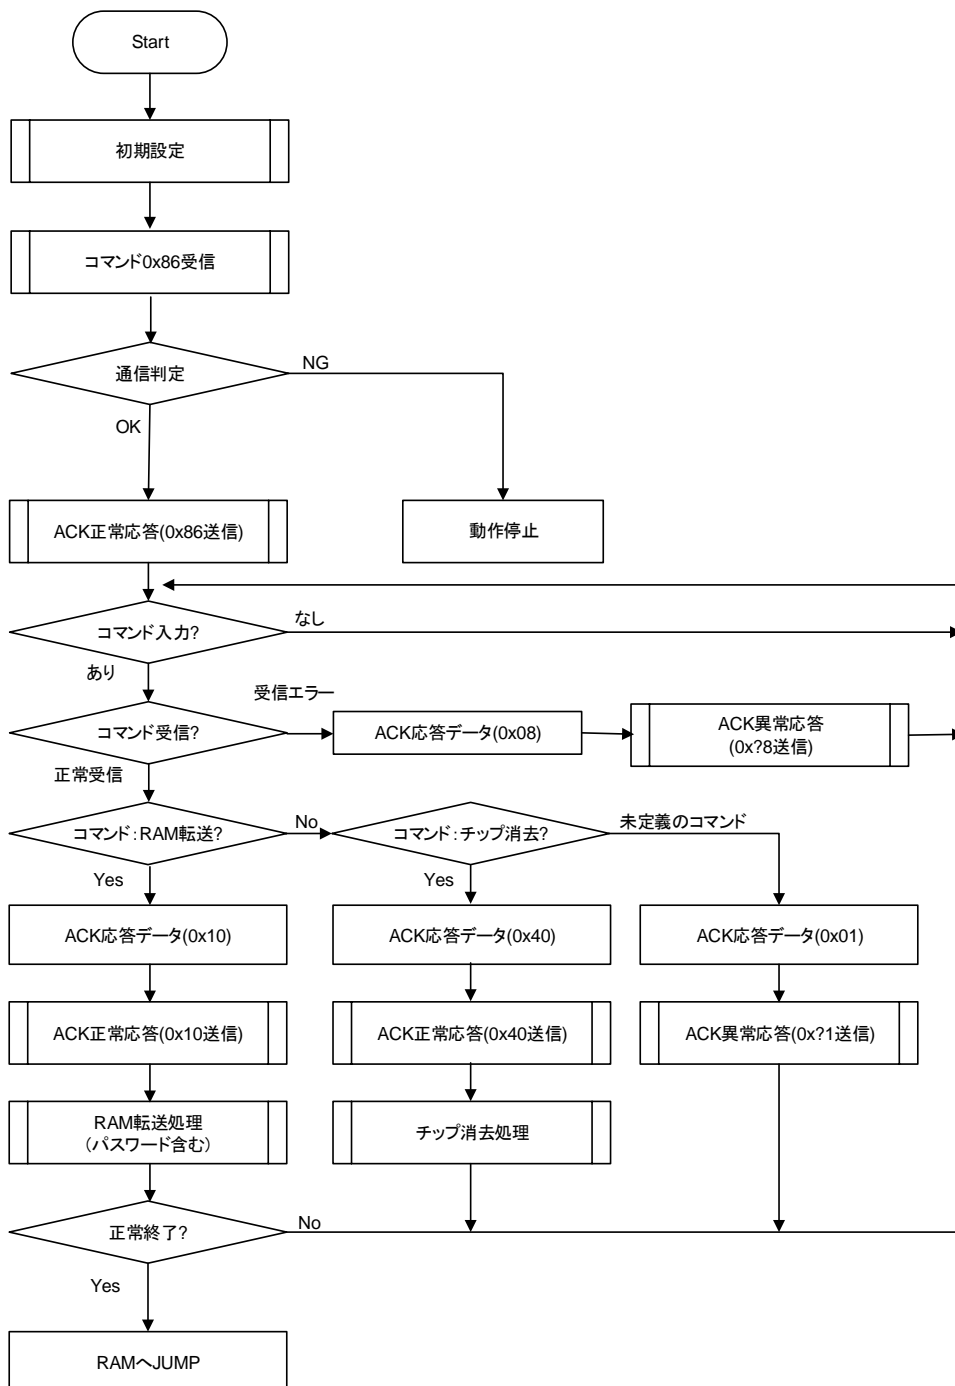 Start
初期設定
コマンド0x86受信
通信判定
NG
OK
ACK正常応答(0x86送信)
動作停止
コマンド入力?
なし
あり
受信エラー
コマンド受信?
ACK応答データ(0x08)
ACK異常応答
(0x?8送信)
正常受信
コマンド：RAM転送?
No
コマンド：チップ消去?
未定義のコマンド
Yes
Yes
ACK応答データ(0x10)
ACK応答データ(0x40)
ACK応答データ(0x01)
ACK正常応答(0x10送信)
ACK正常応答(0x40送信)
ACK異常応答(0x?1送信)
RAM転送処理
（パスワード含む）
チップ消去処理
正常終了?
No
Yes
RAMへJUMP